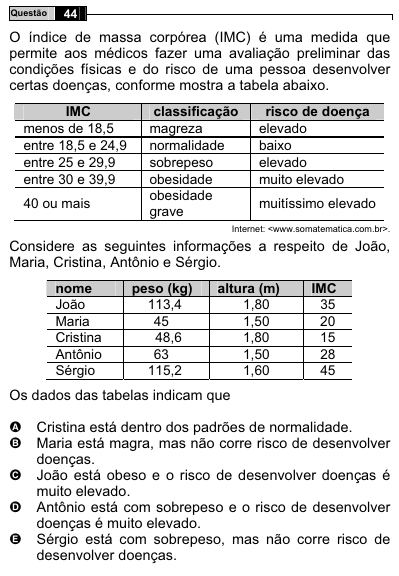 Questão 44
O índice de massa corpórea (IMC) é uma medida que
permite aos médicos fazer uma avaliação preliminar das
condições físicas e do risco de uma pessoa desenvolver
certas doenças, conforme mostra a tabela abaixo.
IMC classificação risco de doença
menos de 18,5 magreza elevado
entre 18,5 e 24,9 normalidade baixo
entre 25 e 29,9 sobrepeso elevado
entre 30 e 39,9 obesidade muito elevado
40 ou mais obesidade grave muitíssimo elevado
Internet: <www.somatematica.com.br>.
Considere as seguintes informações a respeito de João,
Maria, Cristina, Antônio e Sérgio.
nome peso (kg) altura (m) IMC
João 113,4 1,80 35
Maria 45 1,50 20
Cristina 48,6 1,80 15
Antônio 63 1,50 28
Sérgio 115,2 1,60 45
Os dados das tabelas indicam que
A Cristina está dentro dos padrões de normalidade.
B Maria está magra, mas não corre risco de desenvolver
doenças.
C João está obeso e o risco de desenvolver doenças é
muito elevado.
D Antônio está com sobrepeso e o risco de desenvolver
doenças é muito elevado.
E Sérgio está com sobrepeso, mas não corre risco de
desenvolver doenças.